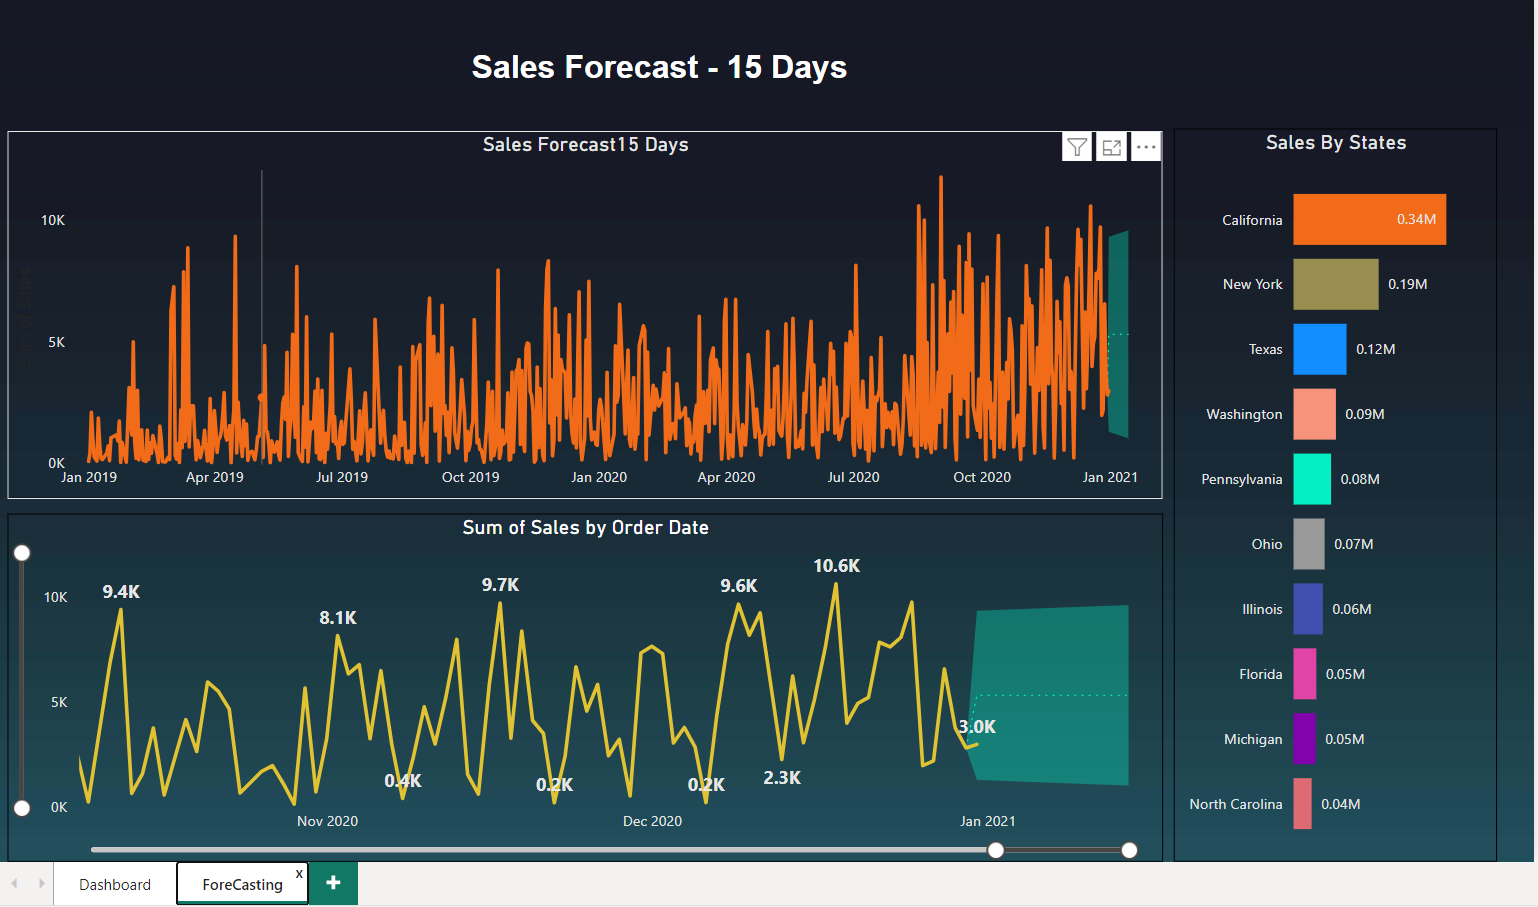 Sales Forecast - 15 Days
Sales Forecast15 Days
Sum of Sales
10K
5K
0K
Jan 2019
Apr 2019
Jul 2019
Oct 2019
Jan 2020
Apr 2020
Jul 2020
Oct 2020
Jan 2021
Sum of Sales by Order Date
10K
5K
0K
9.4K
8.1K
0.4K
9.7K
0.2K
0.2K
9.6K
2.3K
10.6K
3.0K
Nov 2020
Dec 2020
Jan 2021
Sales By States
California 0.34M
New York 0.19M
Texas 0.12M
Washington 0.09M
Pennsylvania 0.08M
Ohio 0.07M
Illinois 0.06M
Florida 0.05M
Michigan 0.05M
North Carolina 0.04M
Dashboard
ForeCasting
x